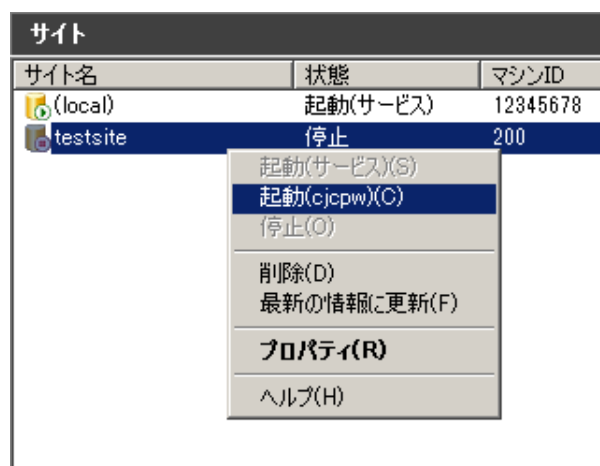 サイト
サイト名 状態 マシンID
(local) 起動(サービス) 12345678
testsite 停止 200
起動(サービス)(S)
起動(cjcpw)(C)
停止(O)
削除(D)
最新の情報に更新(F)
プロパティ(R)
ヘルプ(H)